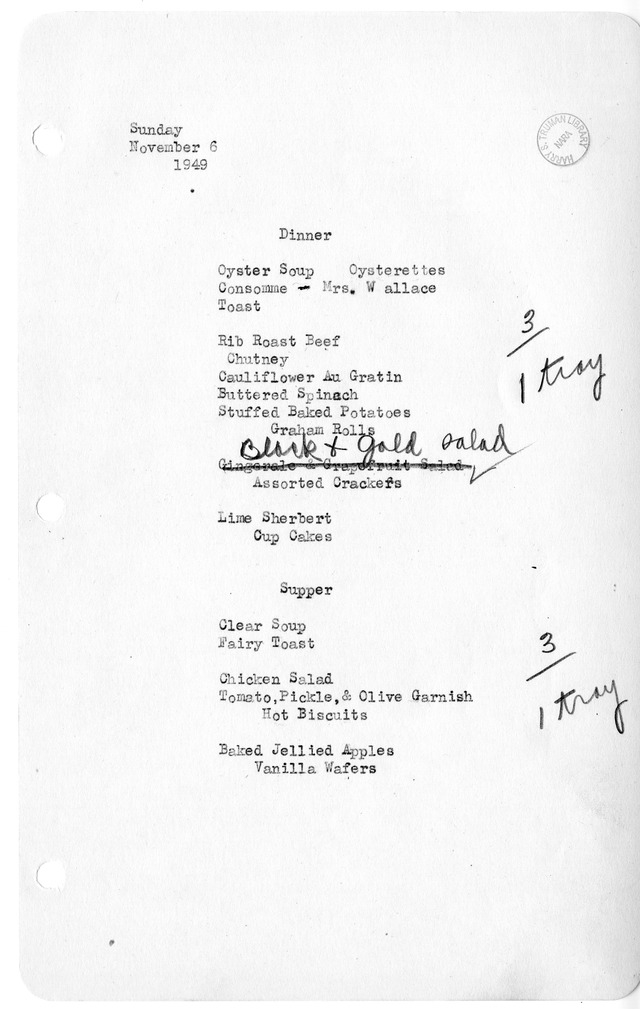 Sunday
November 6
1949
HARRY S. TRUMAN LIBRARY
NARA
Dinner
Oyster Soup Oysterettes
Consomme - Mrs. W allace
Toast
Rib Roast Beef
Chutney
Cauliflower Au Gratin
Buttered Spinach
Stuffed Baked Potatoes
Graham Rolls
Black & Gold salad
Gingerale & Grapefruit Salad
Assorted Crackers
3
1 tray
Lime Sherbert
Cup Cakes
Supper
Clear Soup
Fairy Toast
Chicken Salad
Tomato,Pickle,& Olive Garnish
Hot Biscuits
3
1 tray
Baked Jellied Apples
Vanilla Wafers